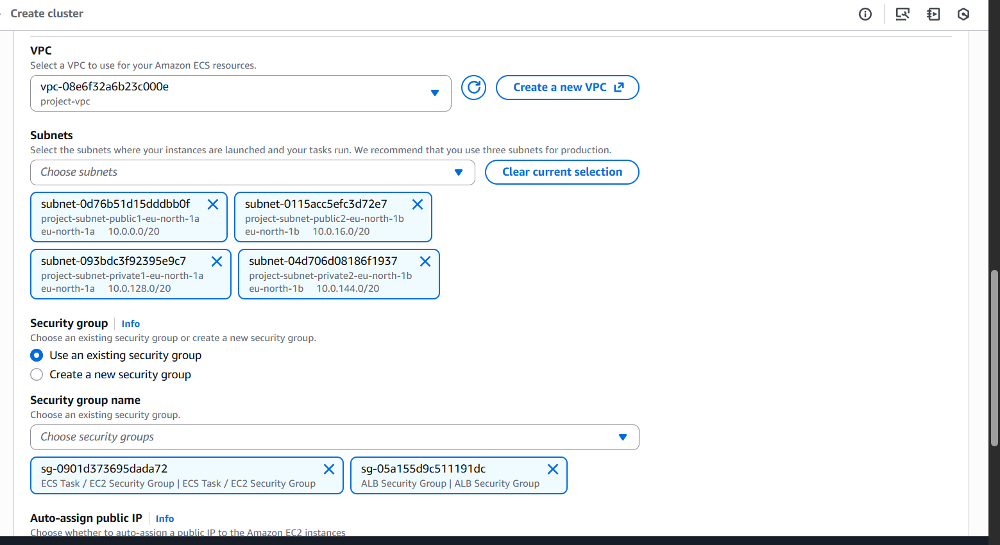 Create cluster
VPC
Select a VPC to use for your Amazon ECS resources.
vpc-08e6f32a6b23c000e
project-vpc
Create a new VPC
Subnets
Select the subnets where your instances are launched and your tasks run. We recommend that you use three subnets for production.
Choose subnets
Clear current selection
subnet-0d76b51d15dddbb0f
project-subnet-public1-eu-north-1a
eu-north-1a 10.0.0.0/20
subnet-0115acc5efc3d72e7
project-subnet-public2-eu-north-1b
eu-north-1b 10.0.16.0/20
subnet-093bdc3f92395e9c7
project-subnet-private1-eu-north-1a
eu-north-1a 10.0.128.0/20
subnet-04d706d08186f1937
project-subnet-private2-eu-north-1b
eu-north-1b 10.0.144.0/20
Security group Info
Choose an existing security group or create a new security group.
Use an existing security group
Create a new security group
Security group name
Choose an existing security group.
Choose security groups
sg-0901d373695dada72
ECS Task / EC2 Security Group | ECS Task / EC2 Security Group
sg-05a155d9c511191dc
ALB Security Group | ALB Security Group
Auto-assign public IP Info
Choose whether to auto-assign a public IP to the Amazon EC2 instances